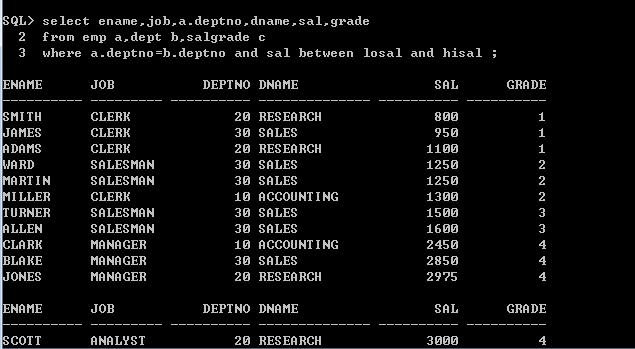 SQL> select ename,job,a.deptno,dname,sal,grade
2 from emp a,dept b,salgrade c
3 where a.deptno=b.deptno and sal between losal and hisal ;
ENAME JOB DEPTNO DNAME SAL GRADE
---------- --------- ---------- -------------- ---------- ----------
SMITH CLERK 20 RESEARCH 800 1
JAMES CLERK 30 SALES 950 1
ADAMS CLERK 20 RESEARCH 1100 1
WARD SALESMAN 30 SALES 1250 2
MARTIN SALESMAN 30 SALES 1250 2
MILLER CLERK 10 ACCOUNTING 1300 2
TURNER SALESMAN 30 SALES 1500 3
ALLEN SALESMAN 30 SALES 1600 3
CLARK MANAGER 10 ACCOUNTING 2450 4
BLAKE MANAGER 30 SALES 2850 4
JONES MANAGER 20 RESEARCH 2975 4
ENAME JOB DEPTNO DNAME SAL GRADE
---------- --------- ---------- -------------- ---------- ----------
SCOTT ANALYST 20 RESEARCH 3000 4